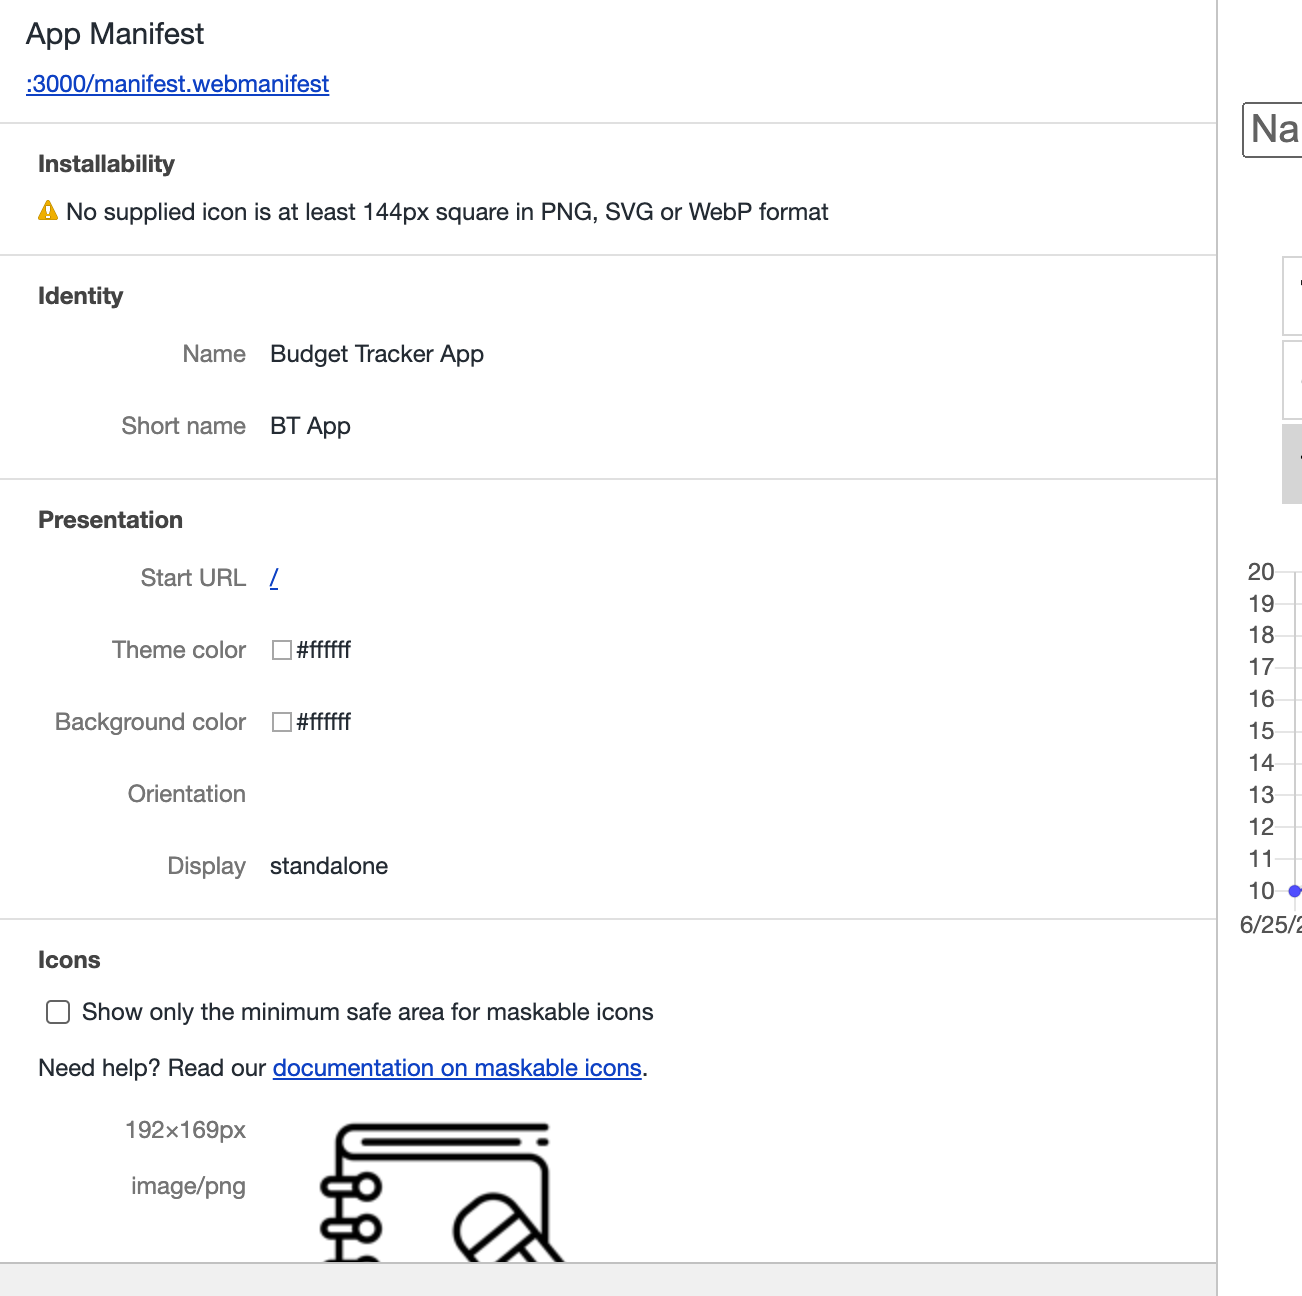 App Manifest
:3000/manifest.webmanifest
Installability
No supplied icon is at least 144px square in PNG, SVG or WebP format
Identity
Name Budget Tracker App
Short name BT App
Presentation
Start URL /
Theme color #ffffff
Background color #ffffff
Orientation
Display standalone
Icons
Show only the minimum safe area for maskable icons
Need help? Read our documentation on maskable icons.
192×169px
image/png
Na
20
19
18
17
16
15
14
13
12
11
10
6/25/2